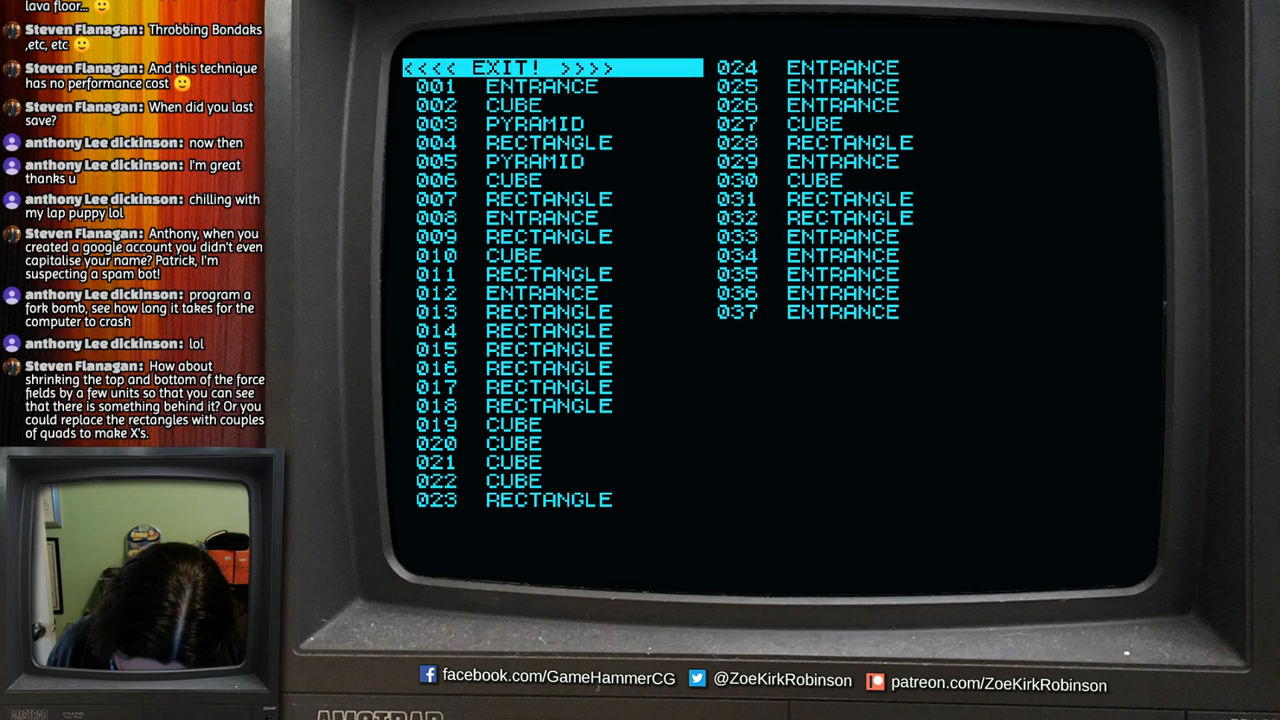 lava floor... 🙂
Steven Flanagan: Throbbing Bondaks
,etc, etc 🙂
Steven Flanagan: And this technique
has no performance cost 🙂
Steven Flanagan: When did you last
save?
anthony Lee dickinson: now then
anthony Lee dickinson: I'm great
thanks u
anthony Lee dickinson: chilling with
my lap puppy lol
Steven Flanagan: Anthony, when you
created a google account you didn't even
capitalise your name? Patrick, I'm
suspecting a spam bot!
anthony Lee dickinson: program a
fork bomb, see how long it takes for the
computer to crash
anthony Lee dickinson: lol
Steven Flanagan: How about
shrinking the top and bottom of the force
fields by a few units so that you can see
that there is something behind it? Or you
could replace the rectangles with couples
of quads to make X's.
<<<< EXIT! >>>>
001 ENTRANCE
002 CUBE
003 PYRAMID
004 RECTANGLE
005 PYRAMID
006 CUBE
007 RECTANGLE
008 ENTRANCE
009 RECTANGLE
010 CUBE
011 RECTANGLE
012 ENTRANCE
013 RECTANGLE
014 RECTANGLE
015 RECTANGLE
016 RECTANGLE
017 RECTANGLE
018 RECTANGLE
019 CUBE
020 CUBE
021 CUBE
022 CUBE
023 RECTANGLE
024 ENTRANCE
025 ENTRANCE
026 ENTRANCE
027 CUBE
028 RECTANGLE
029 ENTRANCE
030 CUBE
031 RECTANGLE
032 RECTANGLE
033 ENTRANCE
034 ENTRANCE
035 ENTRANCE
036 ENTRANCE
037 ENTRANCE
facebook.com/GameHammerCG @ZoeKirkRobinson patreon.com/ZoeKirkRobinson
AMSTRAD